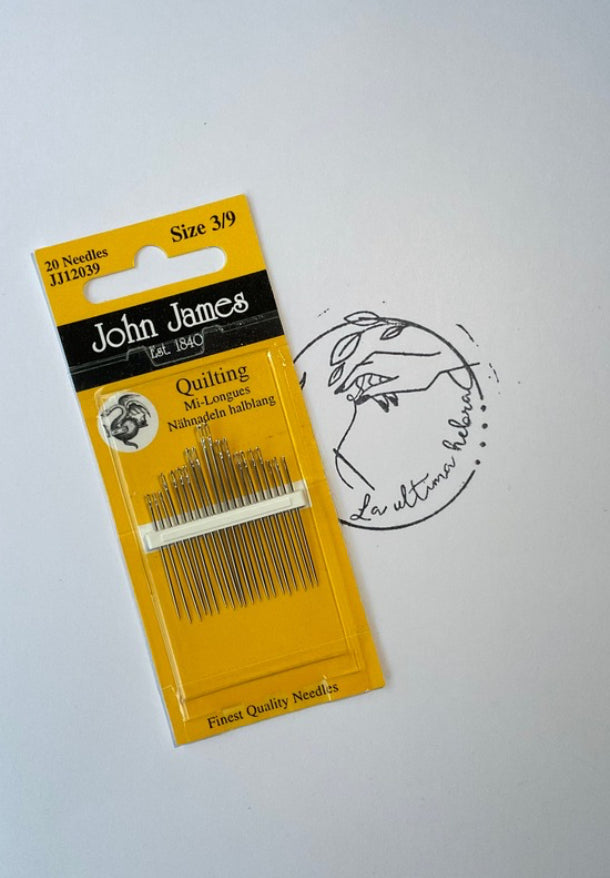 20 Needles
JJ12039
Size 3/9
John James
Est. 1840
Quilting
Mi-Longues
Nähnadeln halblang
Finest Quality Needles
La ultima hebra